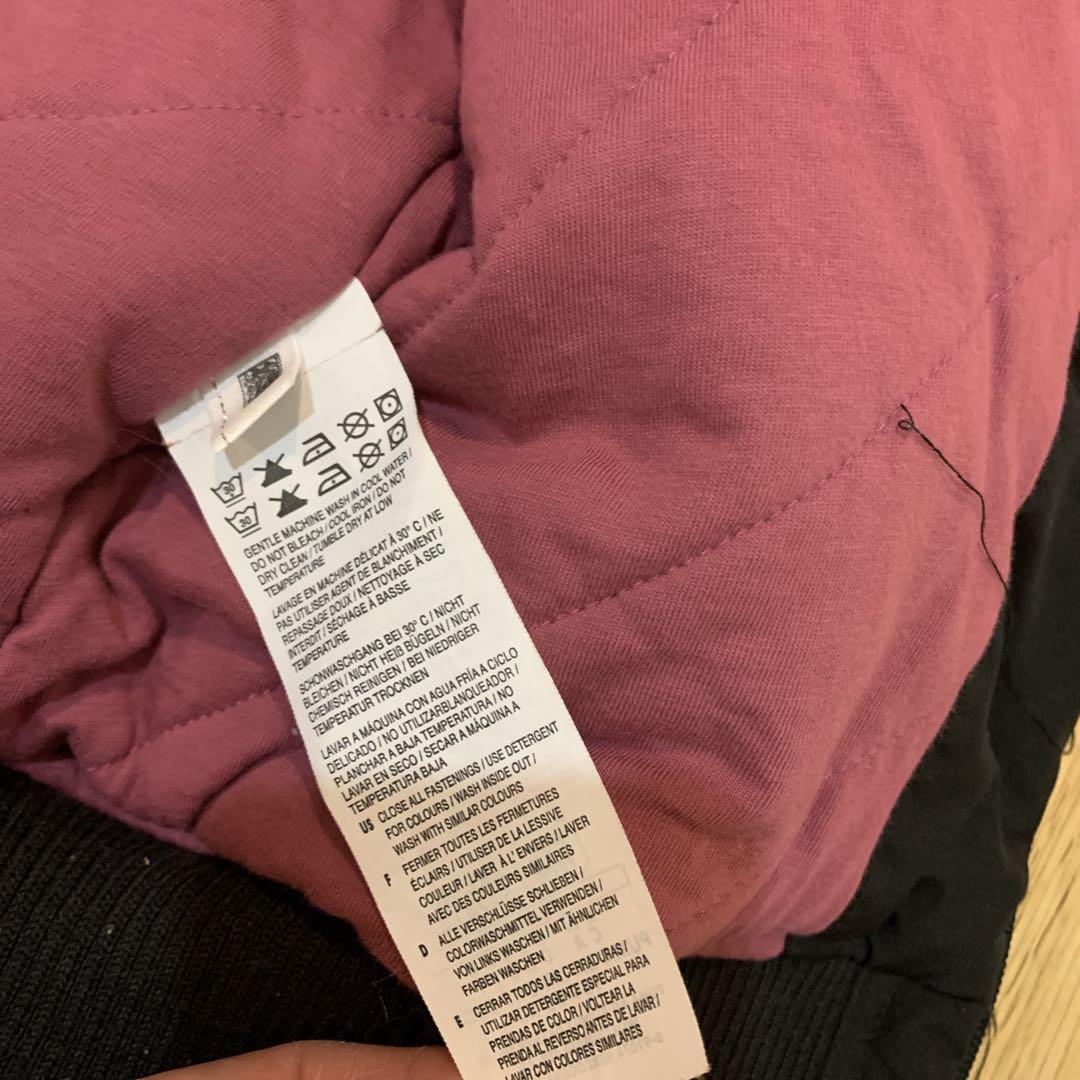 30
30
GENTLE MACHINE WASH IN COOL WATER /
DO NOT BLEACH / COOL IRON / DO NOT
DRY CLEAN / TUMBLE DRY AT LOW
TEMPERATURE
LAVAGE EN MACHINE DÉLICAT À 30° C / NE
PAS UTILISER AGENT DE BLANCHIMENT /
REPASSAGE DOUX / NETTOYAGE À SEC
INTERDIT / SÉCHAGE À BASSE
TEMPERATURE
SCHONWASCHGANG BEI 30° C / NICHT
BLEICHEN / NICHT HEIß BÜGELN / NICHT
CHEMISCH REINIGEN / BEI NIEDRIGER
TEMPERATUR TROCKNEN
LAVAR A MÁQUINA CON AGUA FRÍA A CICLO
DELICADO / NO UTILIZARBLANQUEADOR /
PLANCHAR A BAJA TEMPERATURA / NO
LAVAR EN SECO / SECAR A MÁQUINA A
TEMPERATURA BAJA
US CLOSE ALL FASTENINGS / USE DETERGENT
FOR COLOURS / WASH INSIDE OUT /
WASH WITH SIMILAR COLOURS
F FERMER TOUTES LES FERMETURES
ÉCLAIRS / UTILISER DE LA LESSIVE
COULEUR / LAVER À L' ENVERS / LAVER
AVEC DES COULEURS SIMILAIRES
D ALLE VERSCHLÜSSE SCHLIEßEN /
COLORWASCHMITTEL VERWENDEN /
VON LINKS WASCHEN / MIT ÄHNLICHEN
FARBEN WASCHEN
E CERRAR TODOS LAS CERRADURAS /
UTILIZAR DETERGENTE ESPECIAL PARA
PRENDAS DE COLOR / VOLTEAR LA
PRENDA AL REVERSO ANTES DE LAVAR /
LAVAR CON COLORES SIMILARES